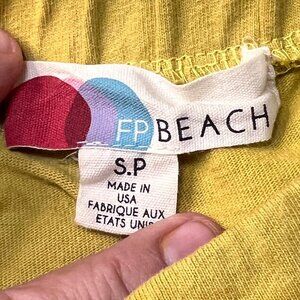 FP BEACH
S.P
MADE IN
USA
FABRIQUE AUX
ETATS UNIS